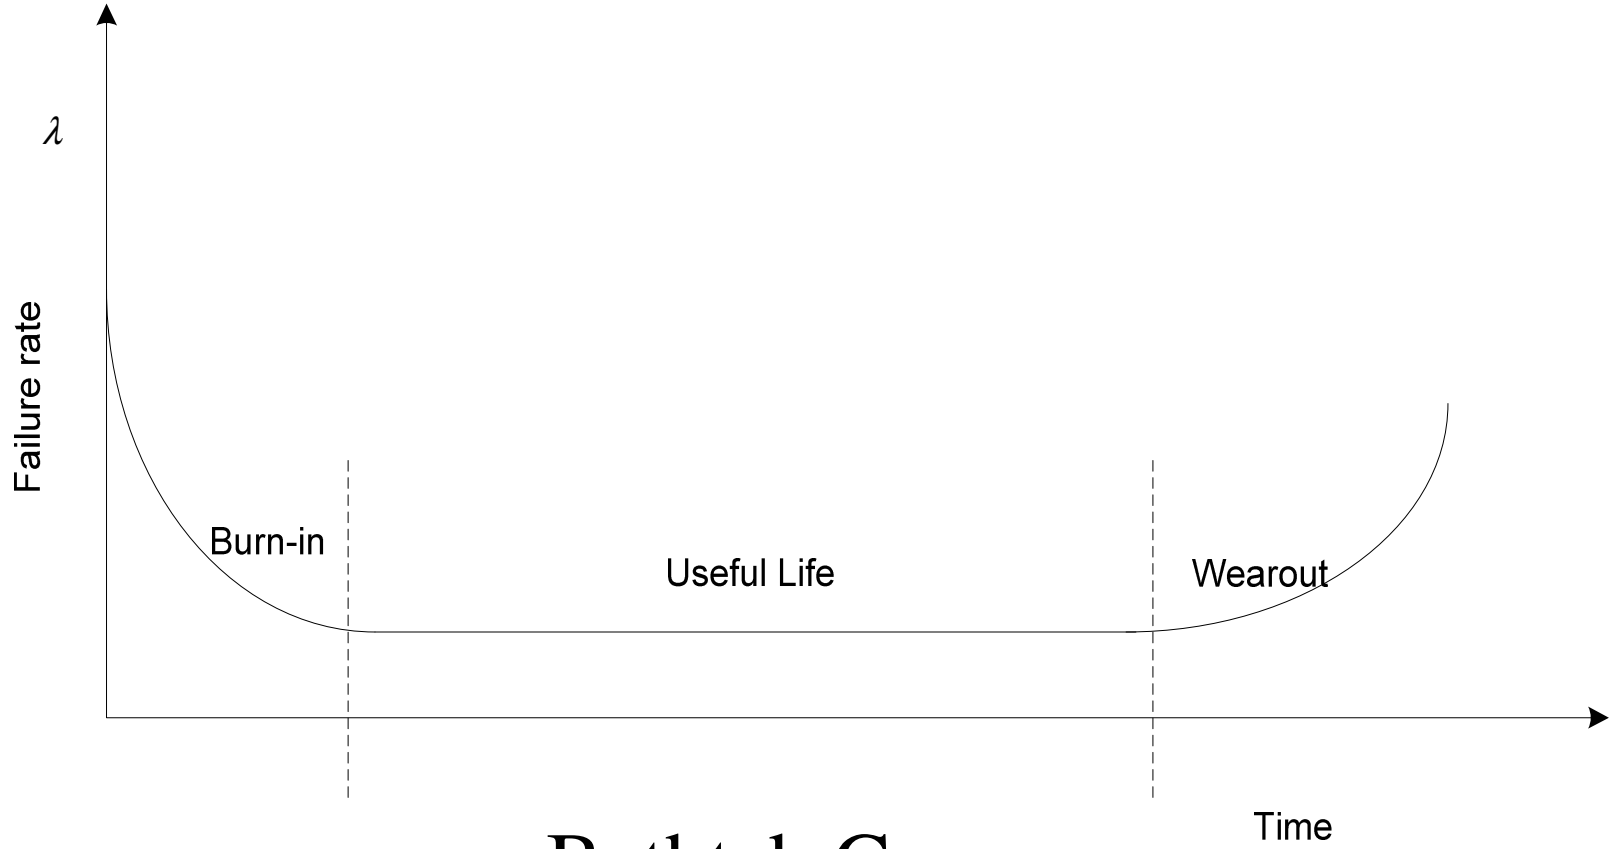 λ
Failure rate
Burn-in
Useful Life
Wearout
Time